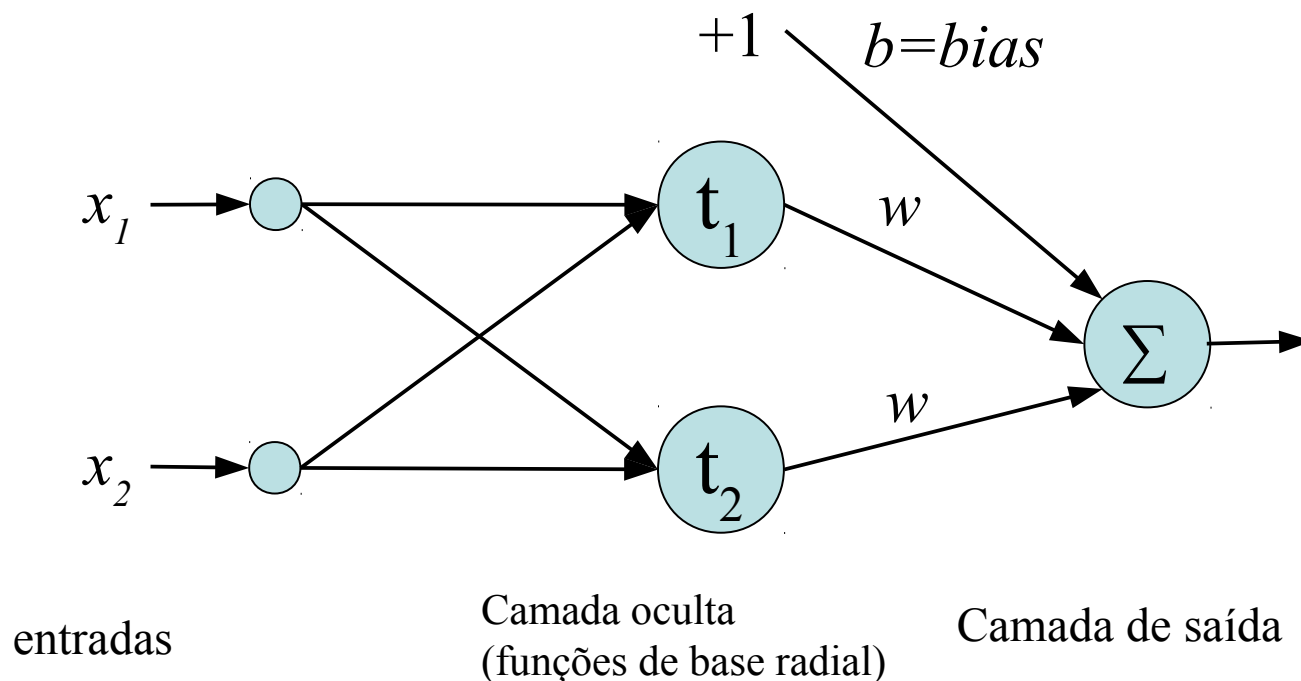 +1
b=bias
x1
t1
w
Σ
x2
t2
w
entradas
Camada oculta
(funções de base radial)
Camada de saída